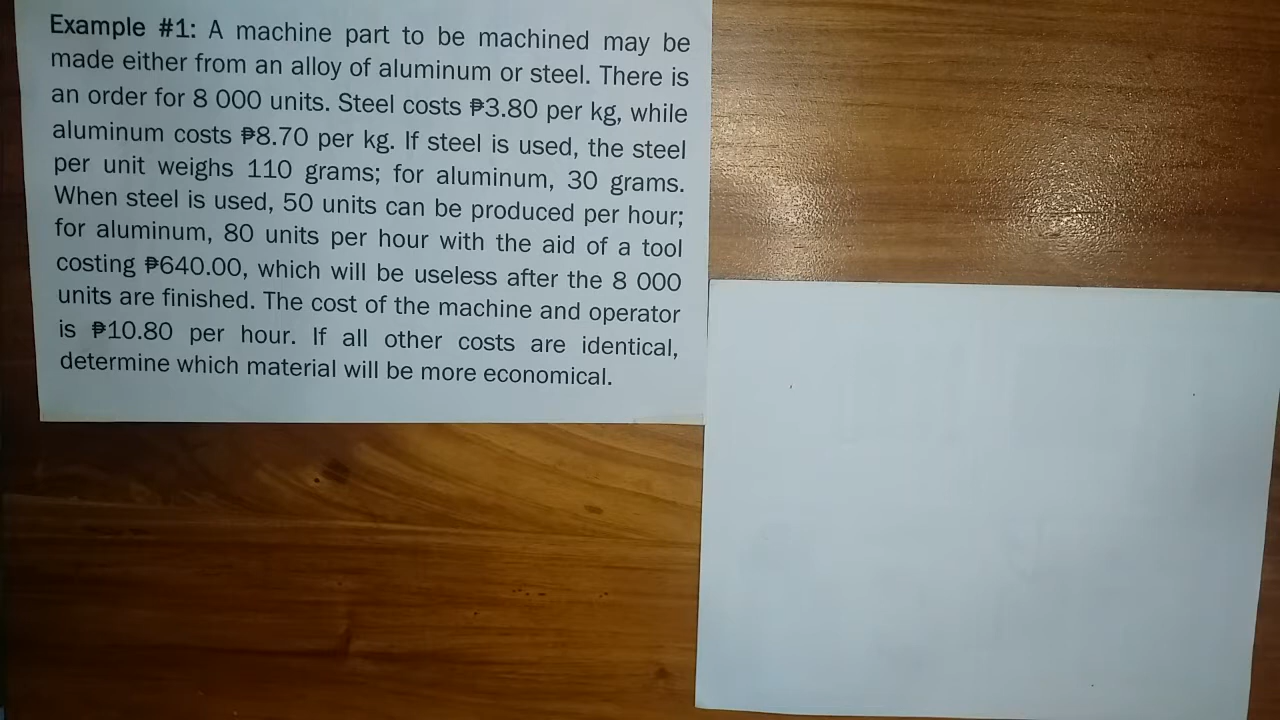 Example #1: A machine part to be machined may be
made either from an alloy of aluminum or steel. There is
an order for 8 000 units. Steel costs ₱3.80 per kg, while
aluminum costs ₱8.70 per kg. If steel is used, the steel
per unit weighs 110 grams; for aluminum, 30 grams.
When steel is used, 50 units can be produced per hour;
for aluminum, 80 units per hour with the aid of a tool
costing ₱640.00, which will be useless after the 8 000
units are finished. The cost of the machine and operator
is ₱10.80 per hour. If all other costs are identical,
determine which material will be more economical.